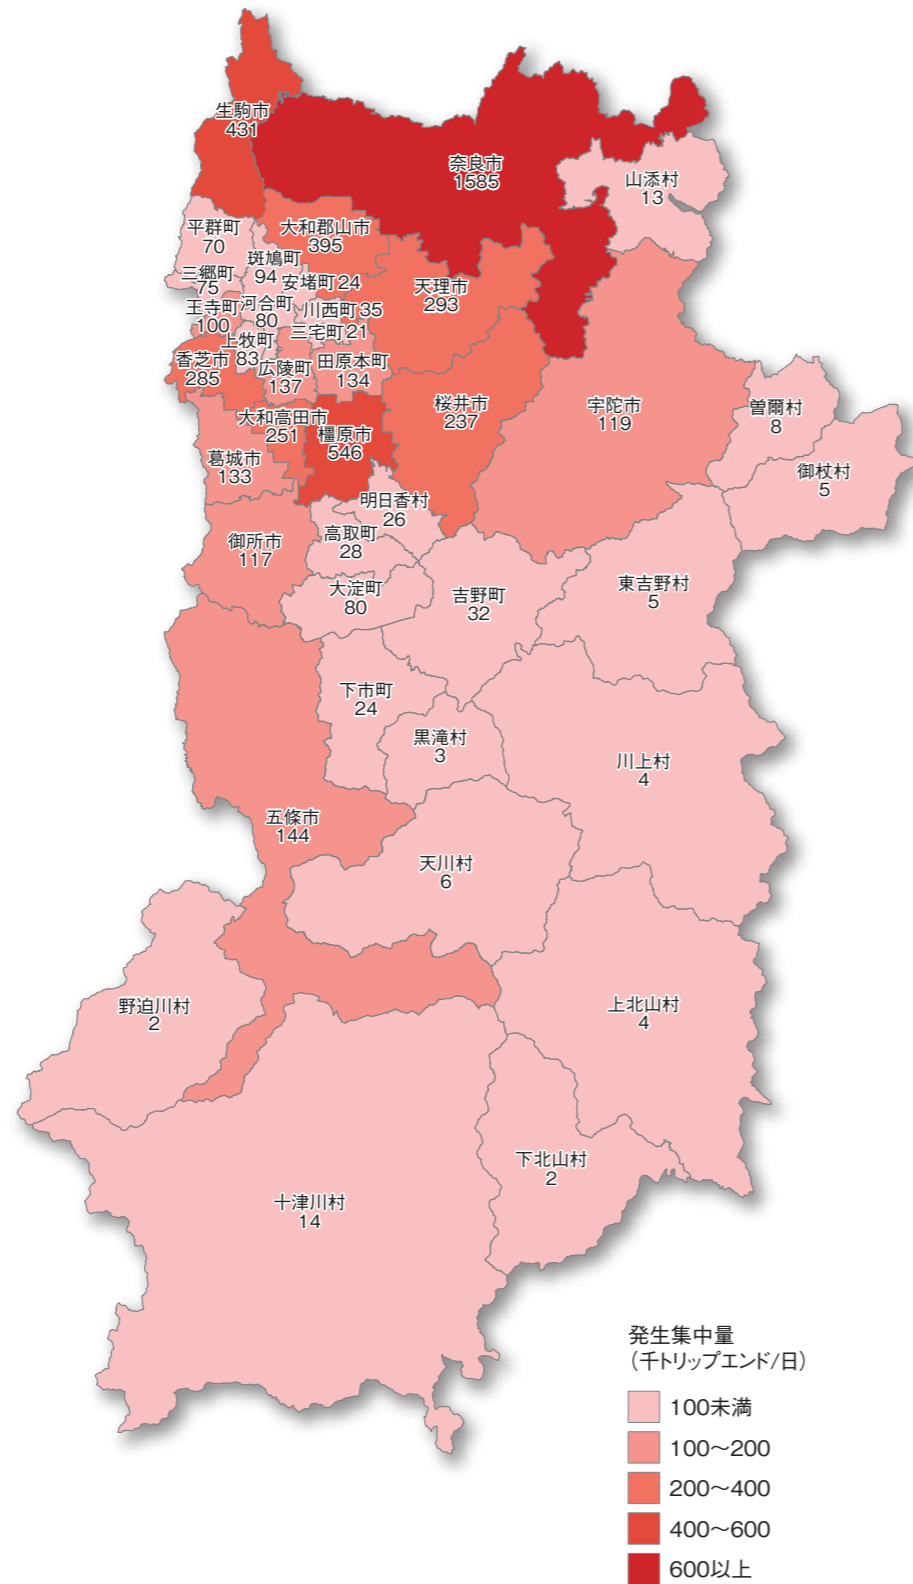 生駒市
431
奈良市
1585
山添村
13
平群町
70
大和郡山市
395
斑鳩町
94
三郷町
75
安堵町24
天理市
293
王寺町
100
河合町
80
川西町35
三宅町21
上牧町
83
香芝市
285
広陵町
137
田原本町
134
桜井市
237
宇陀市
119
曽爾村
8
大和高田市
251
橿原市
546
葛城市
133
御杖村
5
明日香村
26
高取町
28
御所市
117
大淀町
80
吉野町
32
東吉野村
5
下市町
24
黒滝村
3
川上村
4
五條市
144
天川村
6
野迫川村
2
上北山村
4
下北山村
2
十津川村
14
発生集中量
(千トリップエンド/日)
100未満
100～200
200～400
400～600
600以上